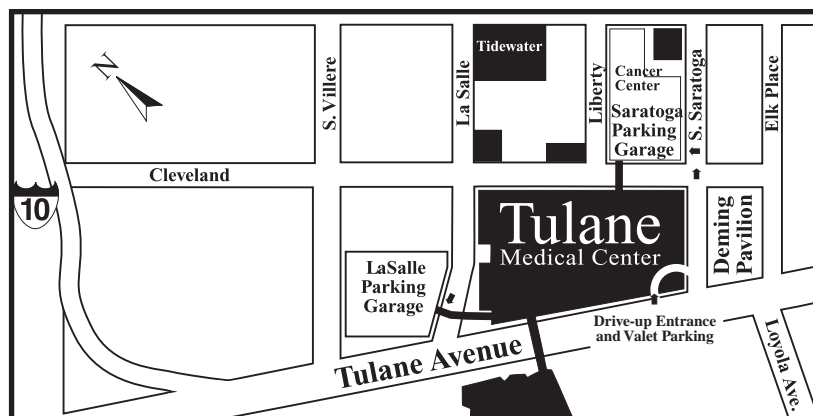 N
S. Villere
La Salle
Tidewater
Liberty
Cancer
Center
Saratoga
Parking
Garage
S. Saratoga
Elk Place
Cleveland
10
Tulane
Medical Center
Deming
Pavilion
LaSalle
Parking
Garage
Drive-up Entrance
and Valet Parking
Tulane Avenue
Loyola Ave.